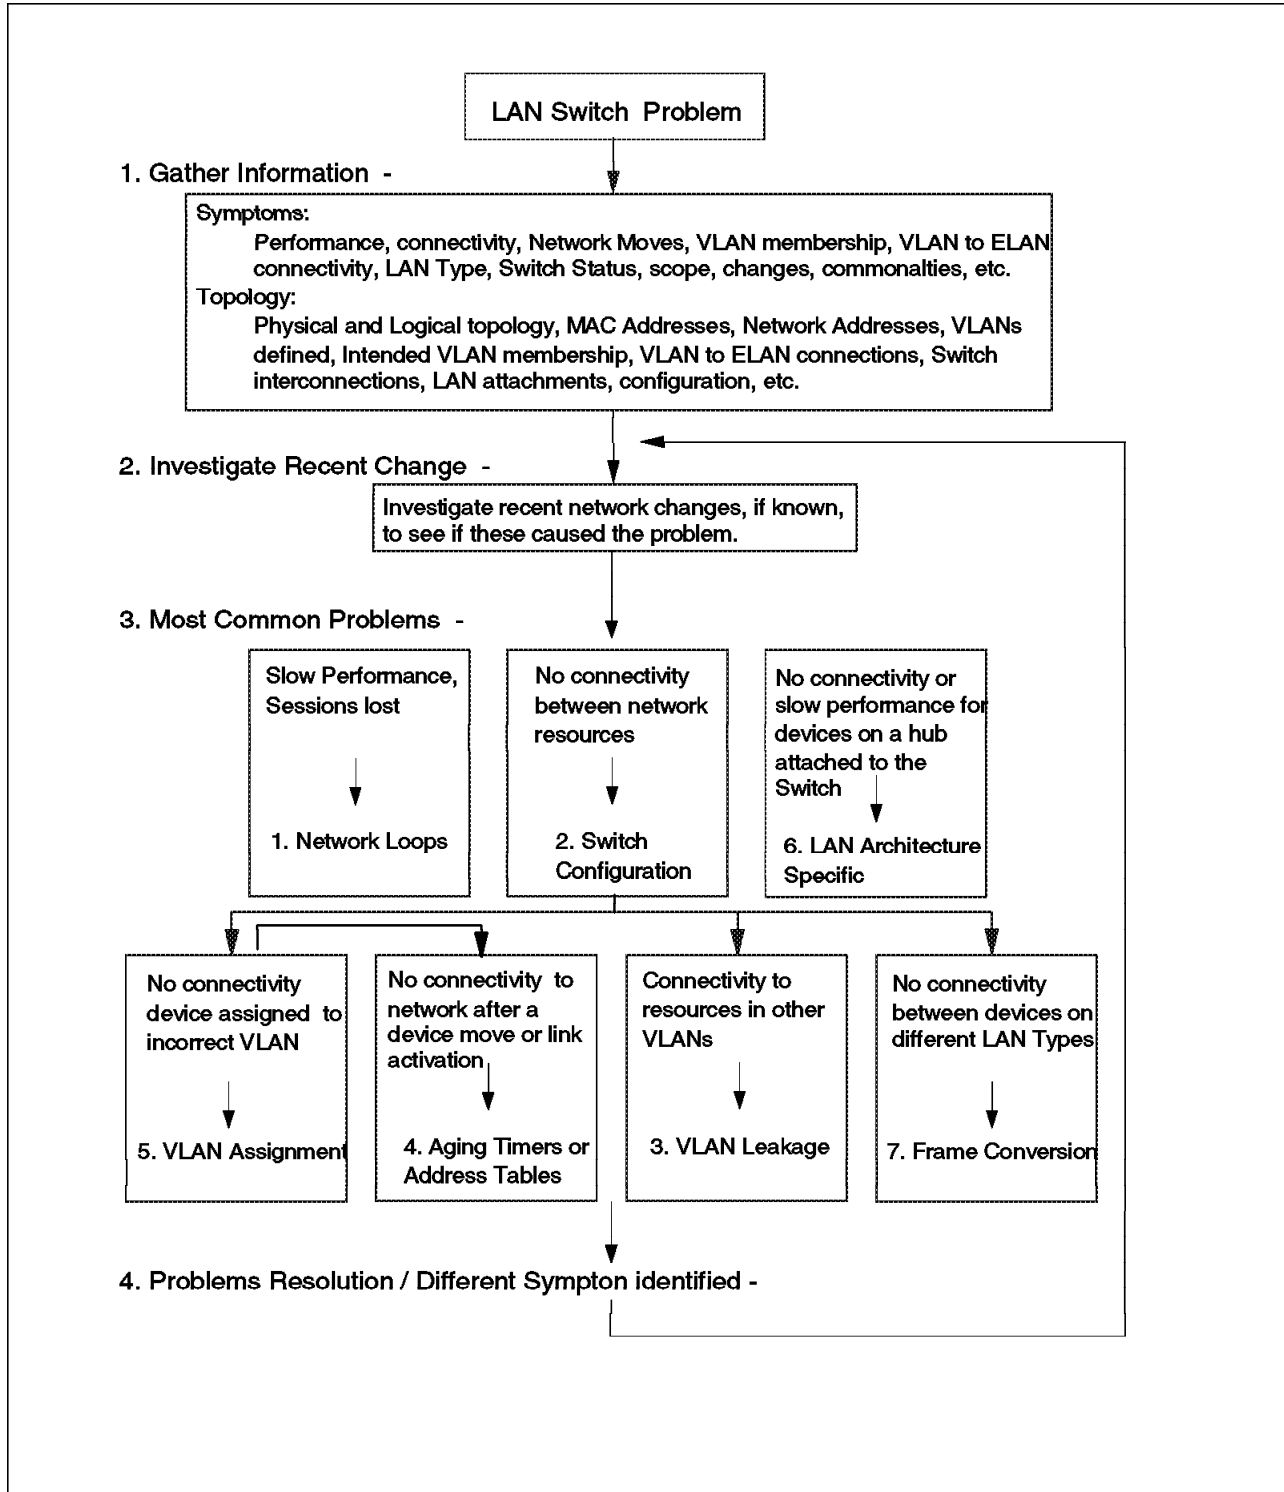 LAN Switch Problem
1. Gather Information -
Symptoms:
Performance, connectivity, Network Moves, VLAN membership, VLAN to ELAN
connectivity, LAN Type, Switch Status, scope, changes, commonalties, etc.
Topology:
Physical and Logical topology, MAC Addresses, Network Addresses, VLANs
defined, Intended VLAN membership, VLAN to ELAN connections, Switch
interconnections, LAN attachments, configuration, etc.
2. Investigate Recent Change -
Investigate recent network changes, if known,
to see if these caused the problem.
3. Most Common Problems -
Slow Performance,
Sessions lost
1. Network Loops
No connectivity
between network
resources
2. Switch
Configuration
No connectivity or
slow performance for
devices on a hub
attached to the
Switch
6. LAN Architecture
Specific
No connectivity
device assigned to
incorrect VLAN
5. VLAN Assignment
No connectivity to
network after a
device move or link
activation
4. Aging Timers or
Address Tables
Connectivity to
resources in other
VLANs
3. VLAN Leakage
No connectivity
between devices on
different LAN Types
7. Frame Conversion
4. Problems Resolution / Different Sympton identified -